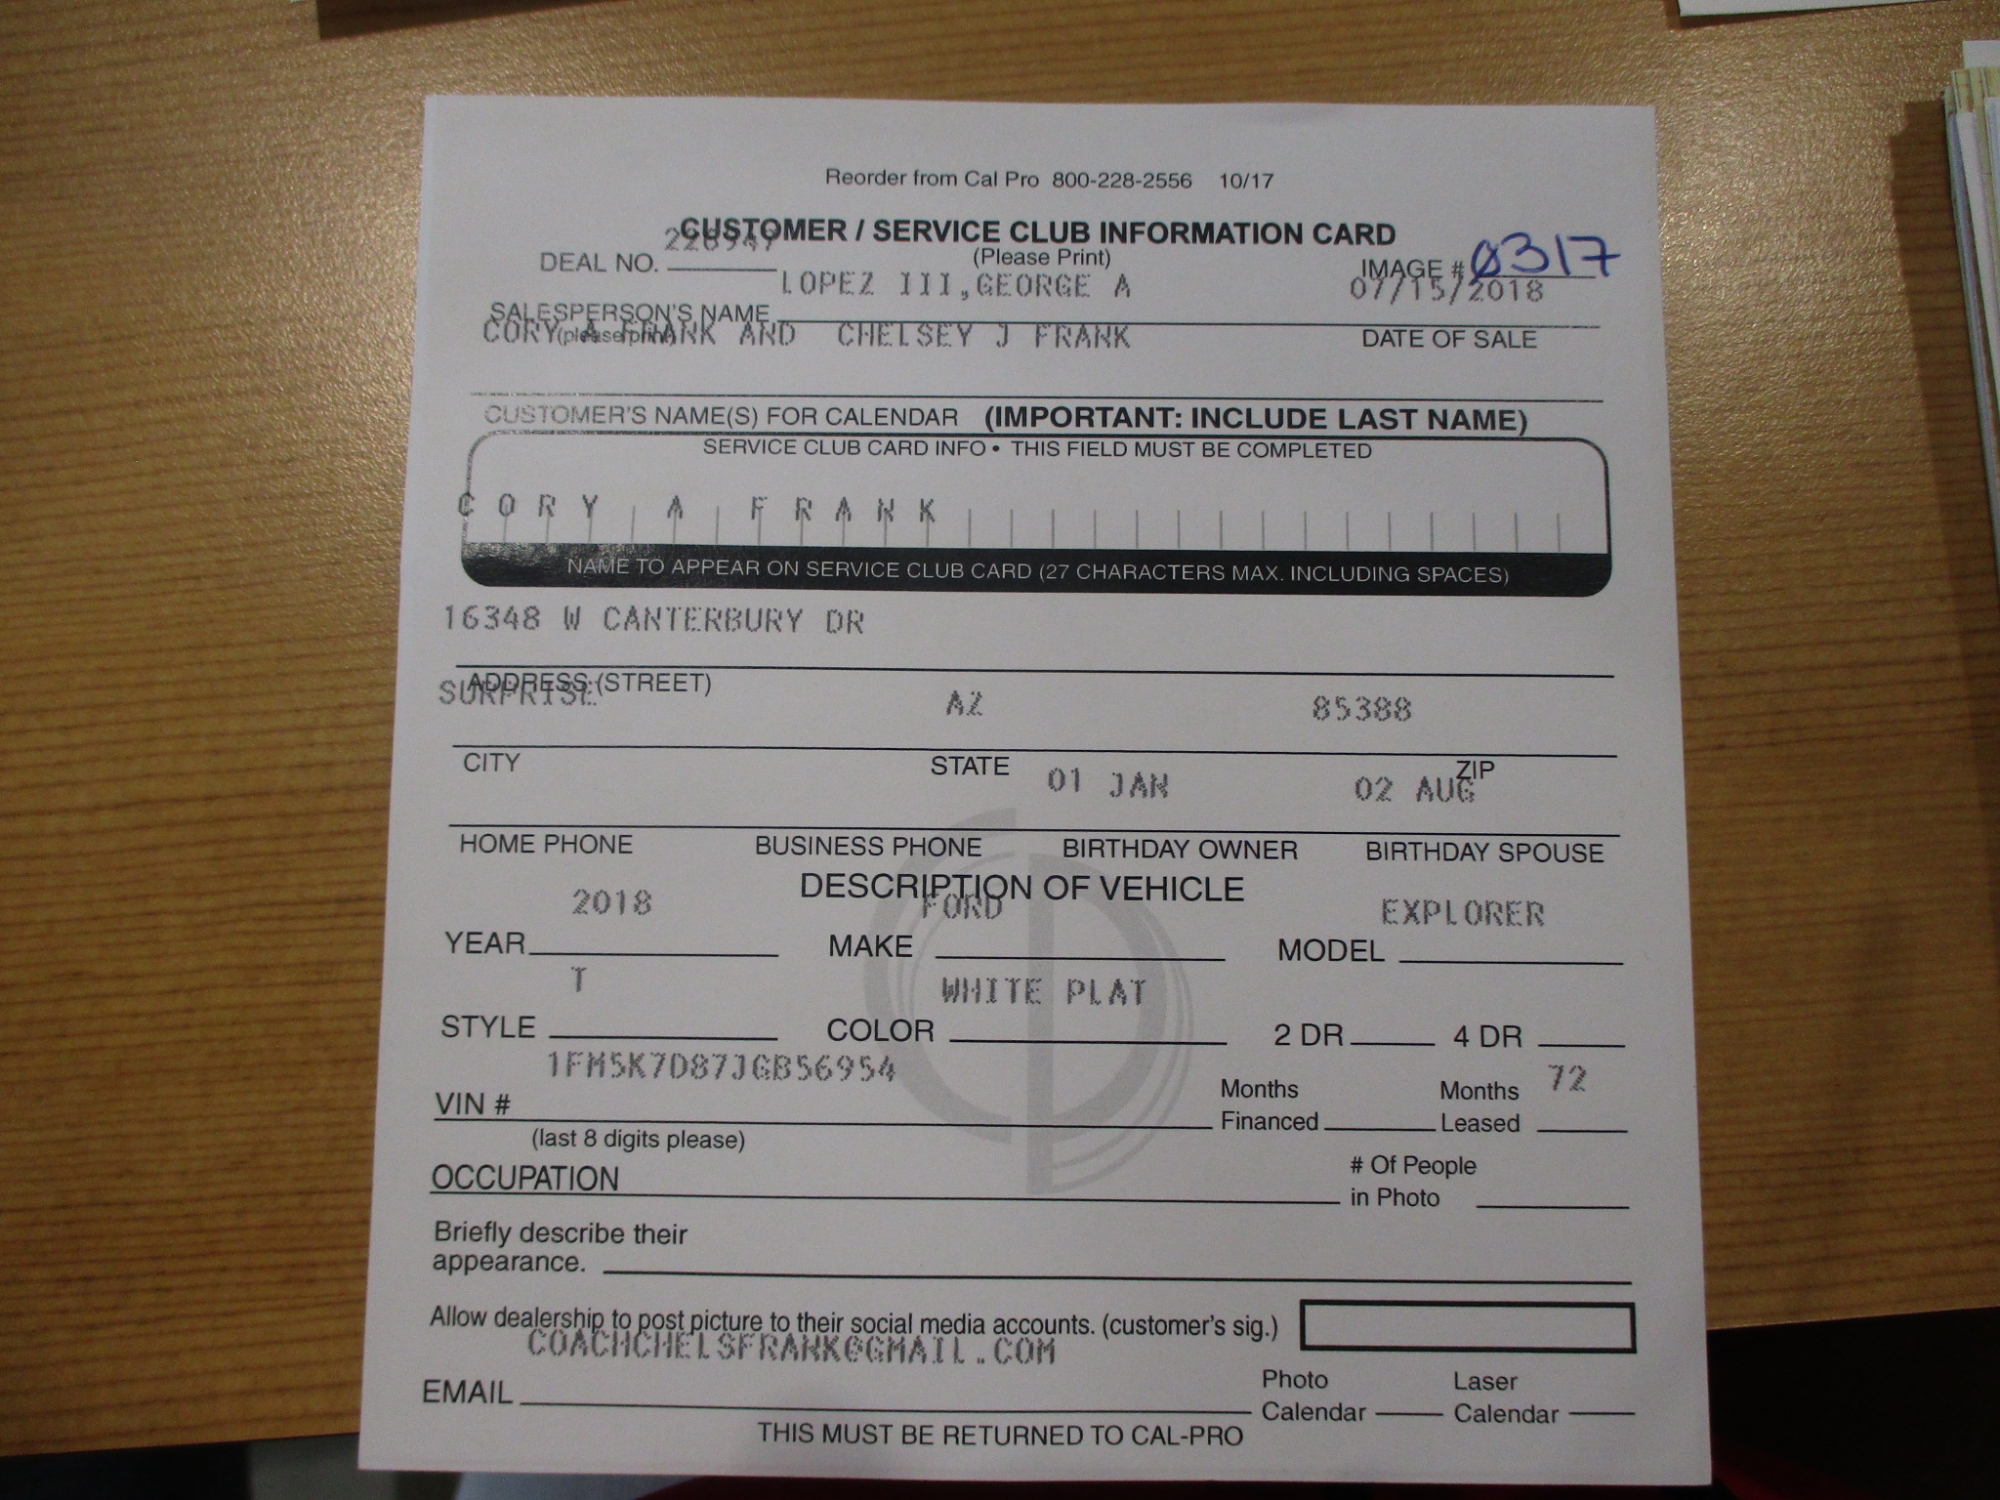 Reorder from Cal Pro 800-228-2556 10/17
CUSTOMER / SERVICE CLUB INFORMATION CARD
(Please Print)
DEAL NO. 226947
IMAGE # 0317
LOPEZ III,GEORGE A
07/15/2018
SALESPERSON'S NAME
(please print)
DATE OF SALE
CORY A FRANK AND CHELSEY J FRANK
CUSTOMER'S NAME(S) FOR CALENDAR (IMPORTANT: INCLUDE LAST NAME)
SERVICE CLUB CARD INFO • THIS FIELD MUST BE COMPLETED
CORY A FRANK
NAME TO APPEAR ON SERVICE CLUB CARD (27 CHARACTERS MAX. INCLUDING SPACES)
16348 W CANTERBURY DR
ADDRESS (STREET)
SURPRISE AZ 85388
CITY STATE ZIP
01 JAN 02 AUG
HOME PHONE BUSINESS PHONE BIRTHDAY OWNER BIRTHDAY SPOUSE
DESCRIPTION OF VEHICLE
2018 FORD EXPLORER
YEAR MAKE MODEL
T WHITE PLAT
STYLE COLOR 2 DR 4 DR
1FM5K7D87JGB56954 72
VIN # Months Financed Months Leased
(last 8 digits please)
OCCUPATION # Of People in Photo
Briefly describe their
appearance.
Allow dealership to post picture to their social media accounts. (customer's sig.)
COACHCHELSFRANK@GMAIL.COM
EMAIL Photo Calendar Laser Calendar
THIS MUST BE RETURNED TO CAL-PRO